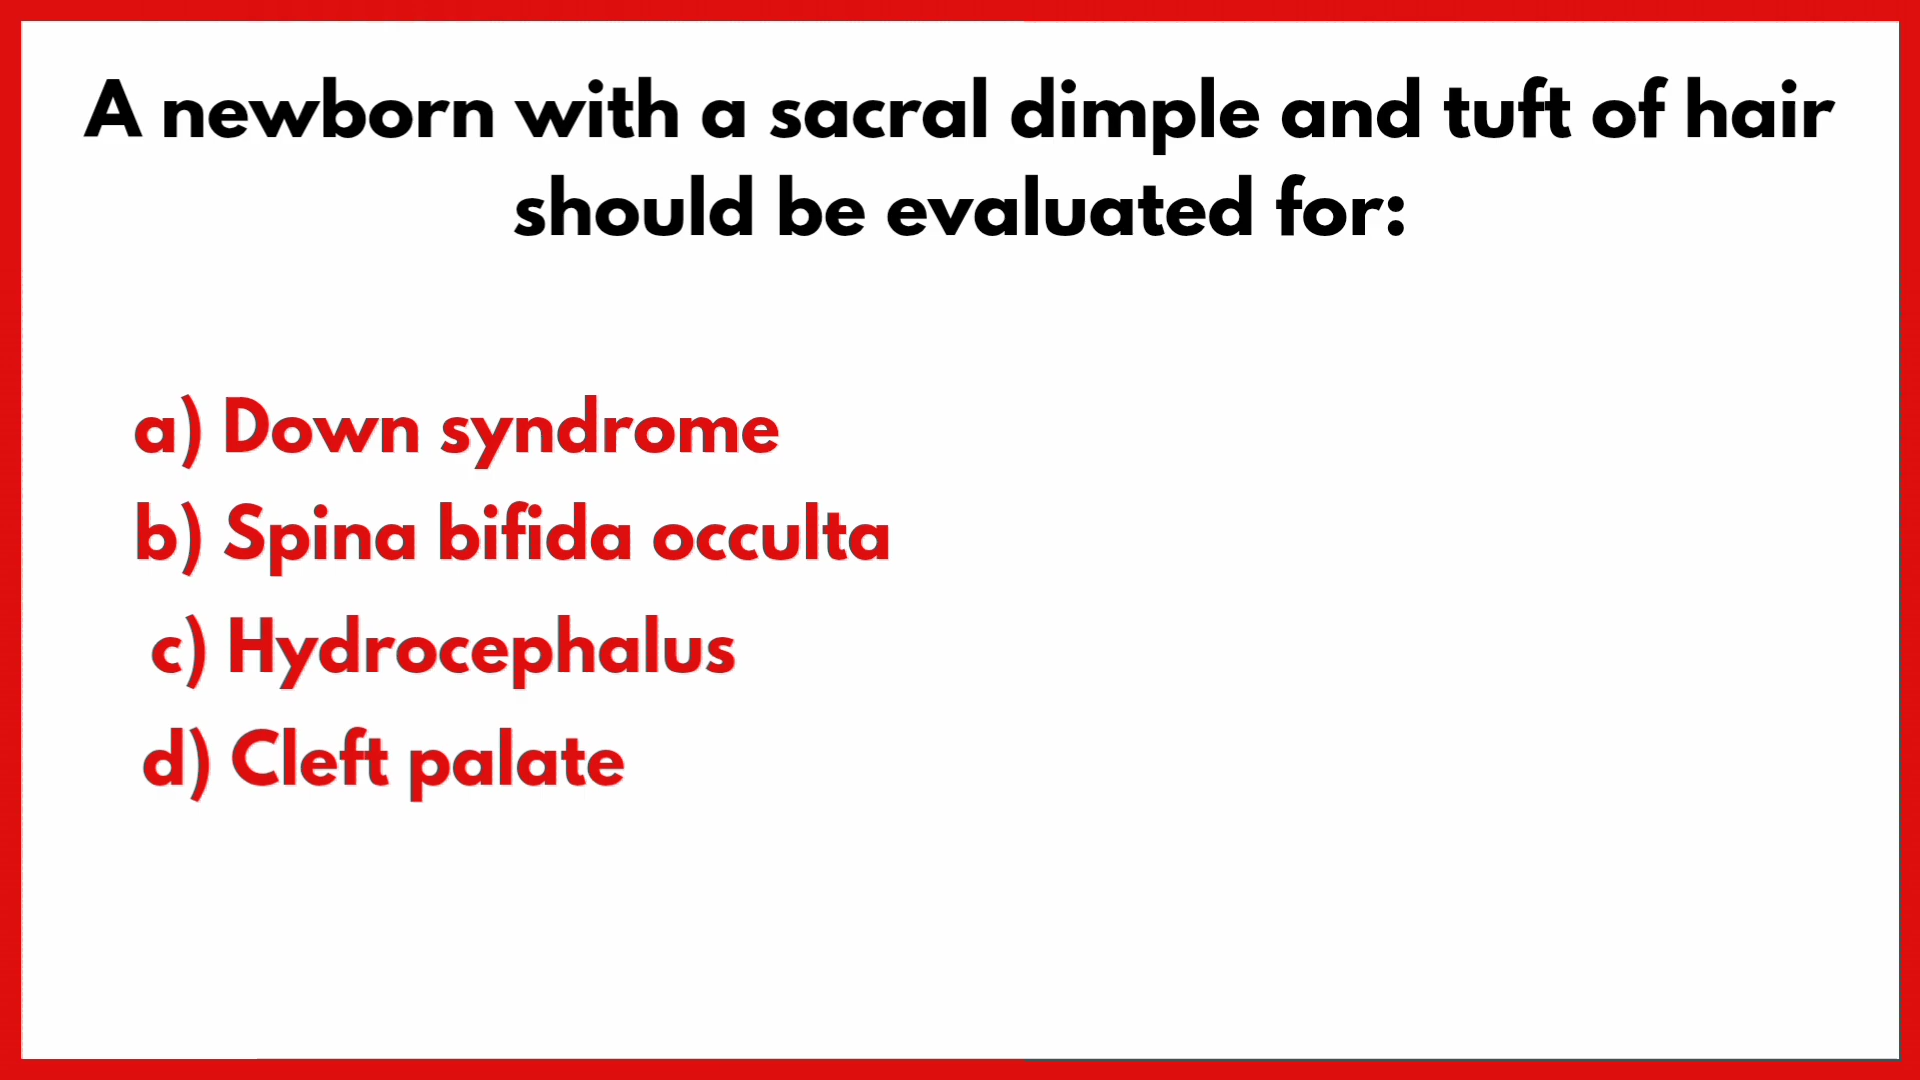 A newborn with a sacral dimple and tuft of hair
should be evaluated for:
a) Down syndrome
b) Spina bifida occulta
c) Hydrocephalus
d) Cleft palate